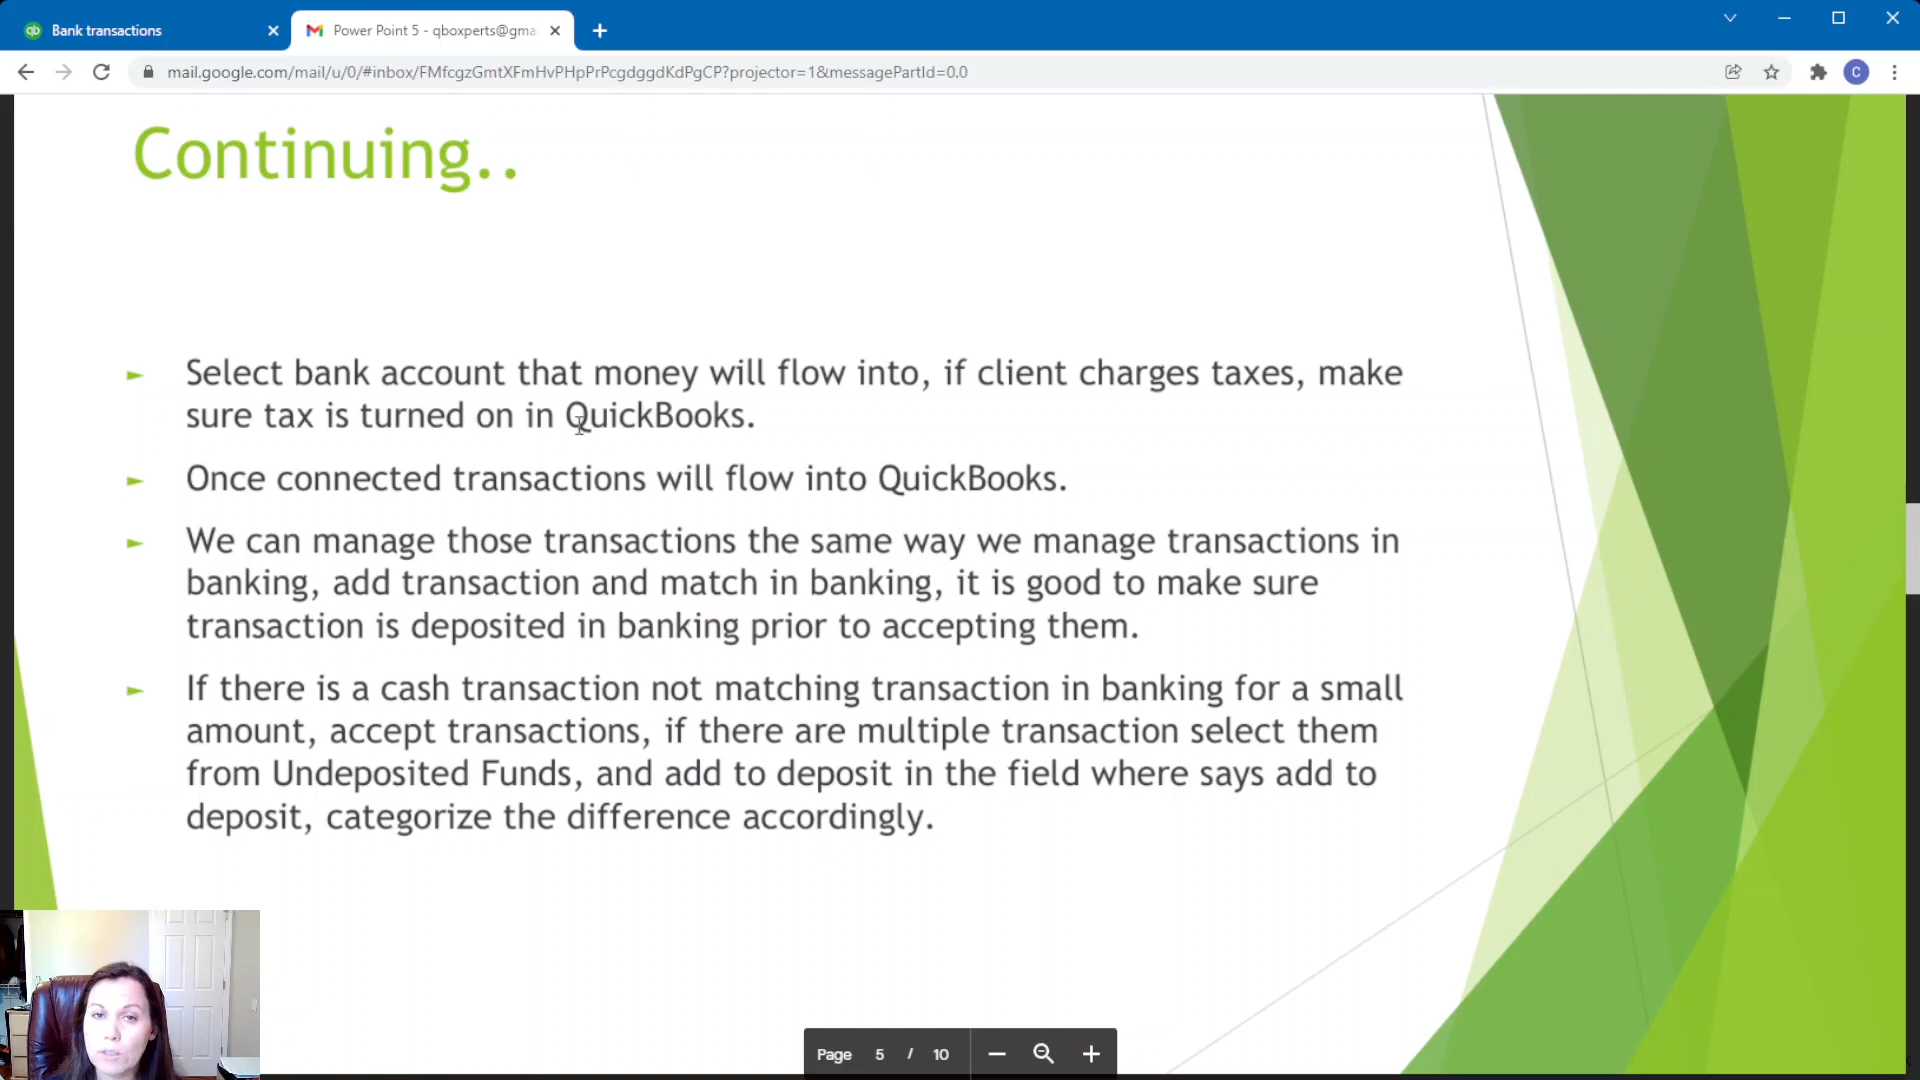 Bank transactions
Power Point 5 - qboxperts@gma
mail.google.com/mail/u/0/#inbox/FMfcgzGmtXFmHvPHpPrPcgdggdKdPgCP?projector=1&messagePartId=0.0
C
Continuing..
Select bank account that money will flow into, if client charges taxes, make
sure tax is turned on in QuickBooks.
Once connected transactions will flow into QuickBooks.
We can manage those transactions the same way we manage transactions in
banking, add transaction and match in banking, it is good to make sure
transaction is deposited in banking prior to accepting them.
If there is a cash transaction not matching transaction in banking for a small
amount, accept transactions, if there are multiple transaction select them
from Undeposited Funds, and add to deposit in the field where says add to
deposit, categorize the difference accordingly.
Page 5 / 10